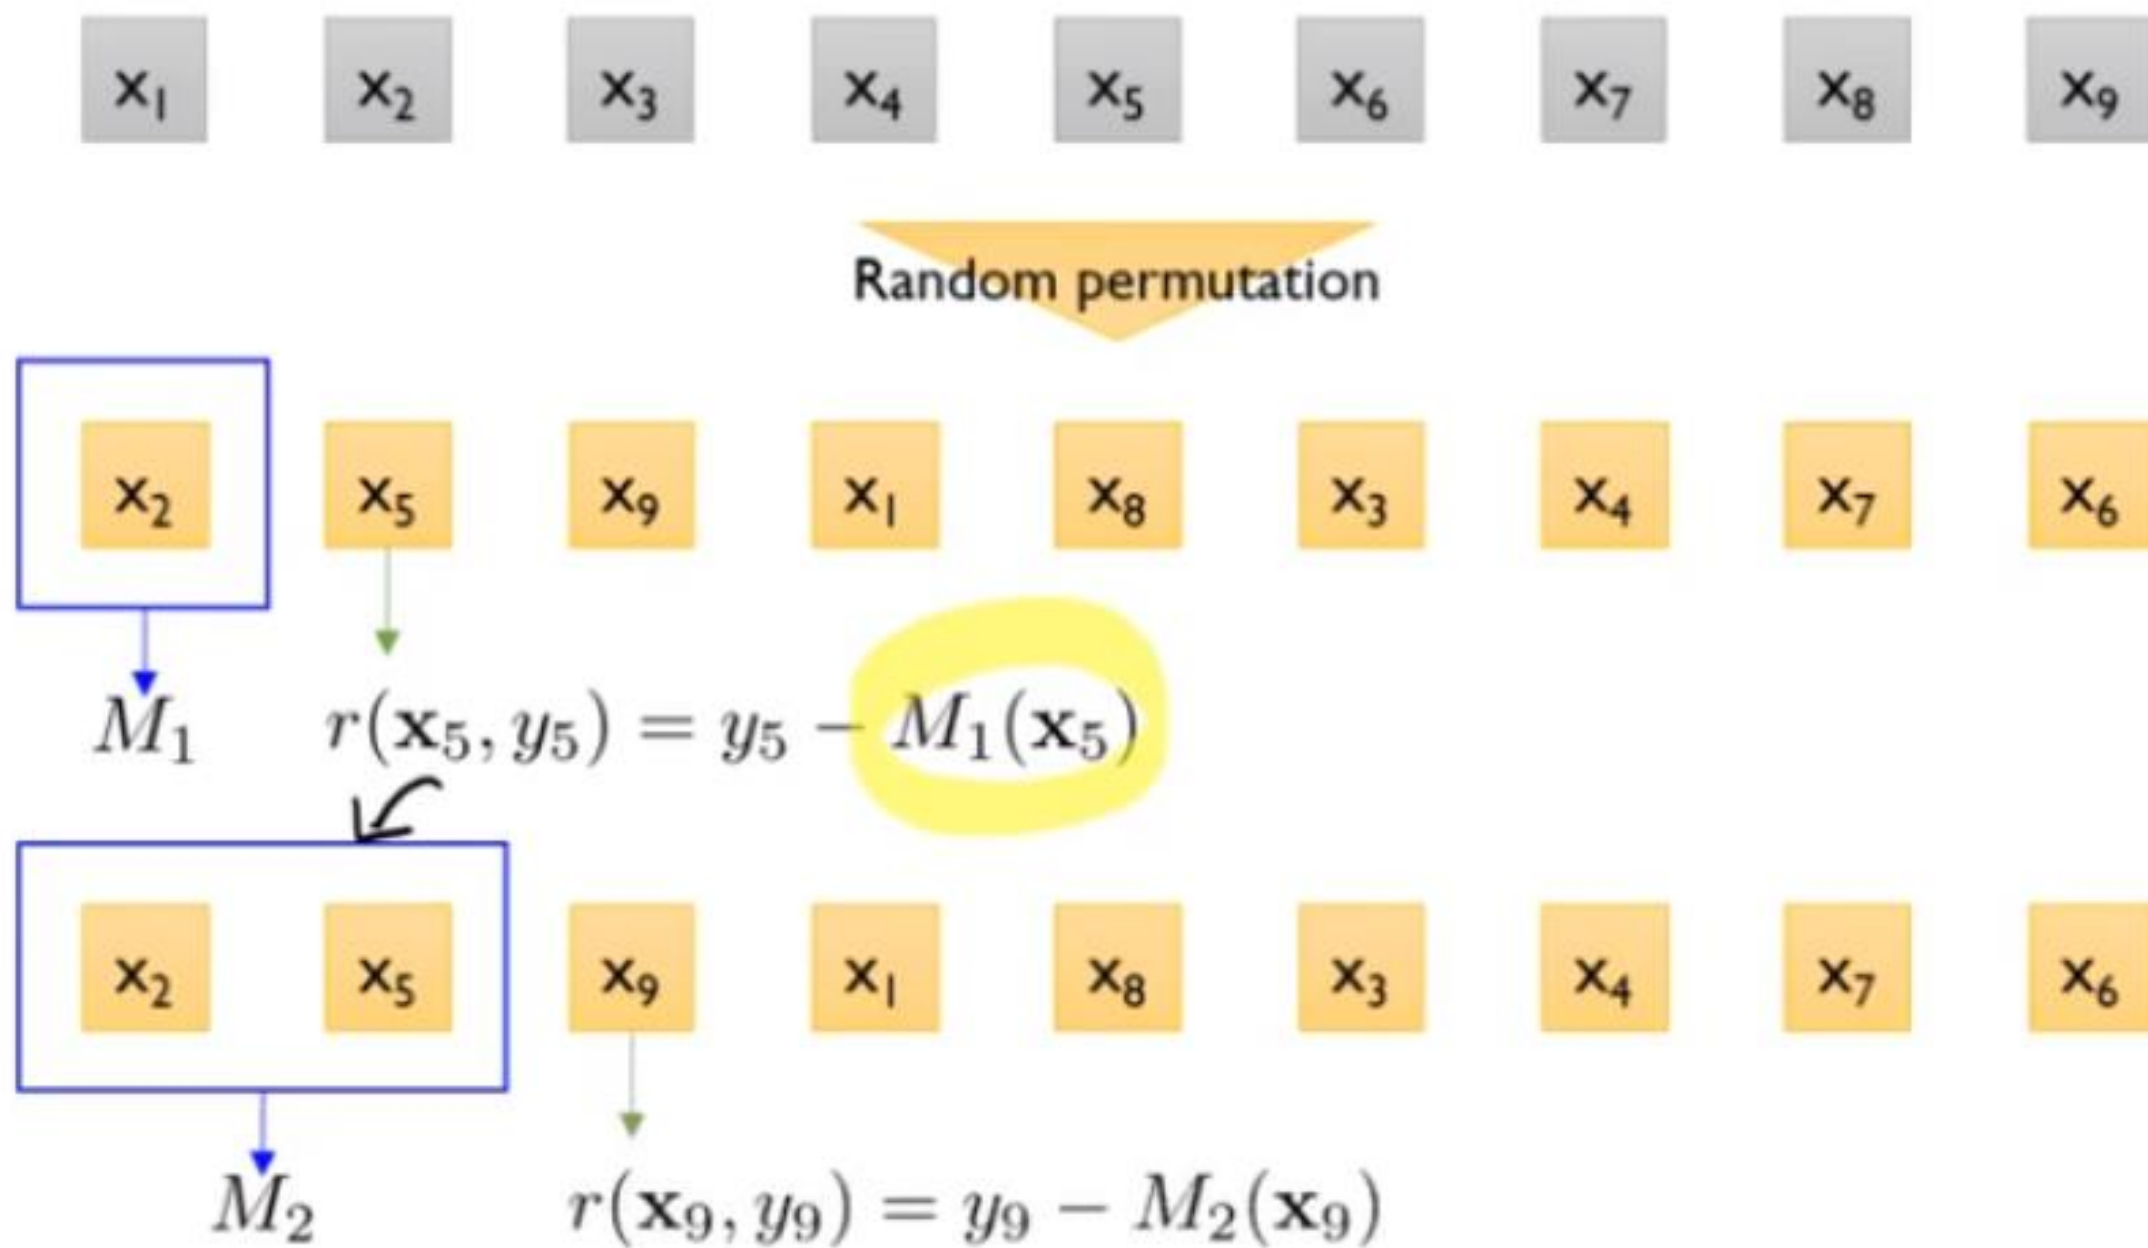 x₁ x₂ x₃ x₄ x₅ x₆ x₇ x₈ x₉
Random permutation
x₂ x₅ x₉ x₁ x₈ x₃ x₄ x₇ x₆
M₁ r(x₅, y₅) = y₅ − M₁(x₅)
x₂ x₅ x₉ x₁ x₈ x₃ x₄ x₇ x₆
M₂ r(x₉, y₉) = y₉ − M₂(x₉)